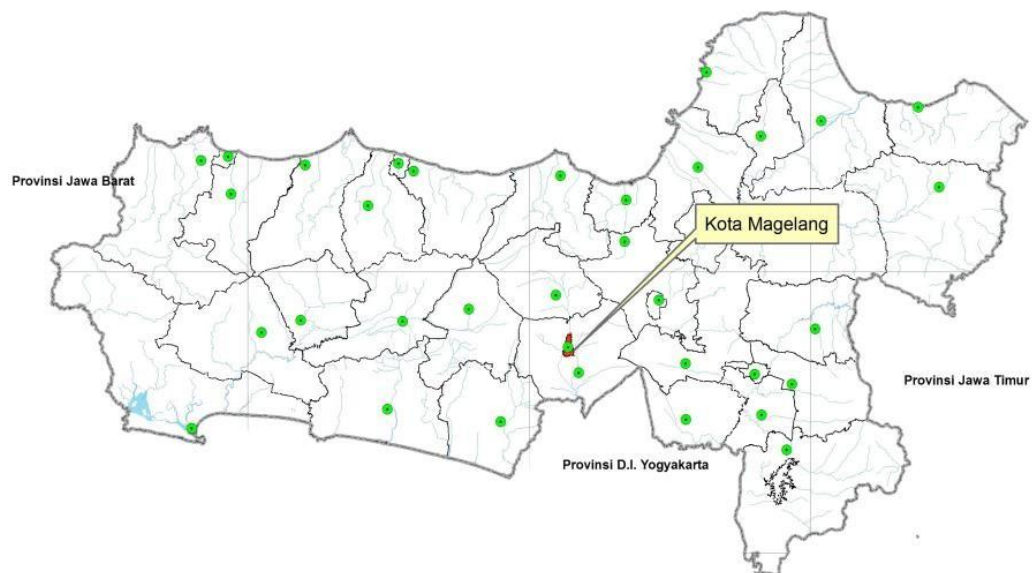 Provinsi Jawa Barat
Kota Magelang
Provinsi Jawa Timur
Provinsi D.I. Yogyakarta